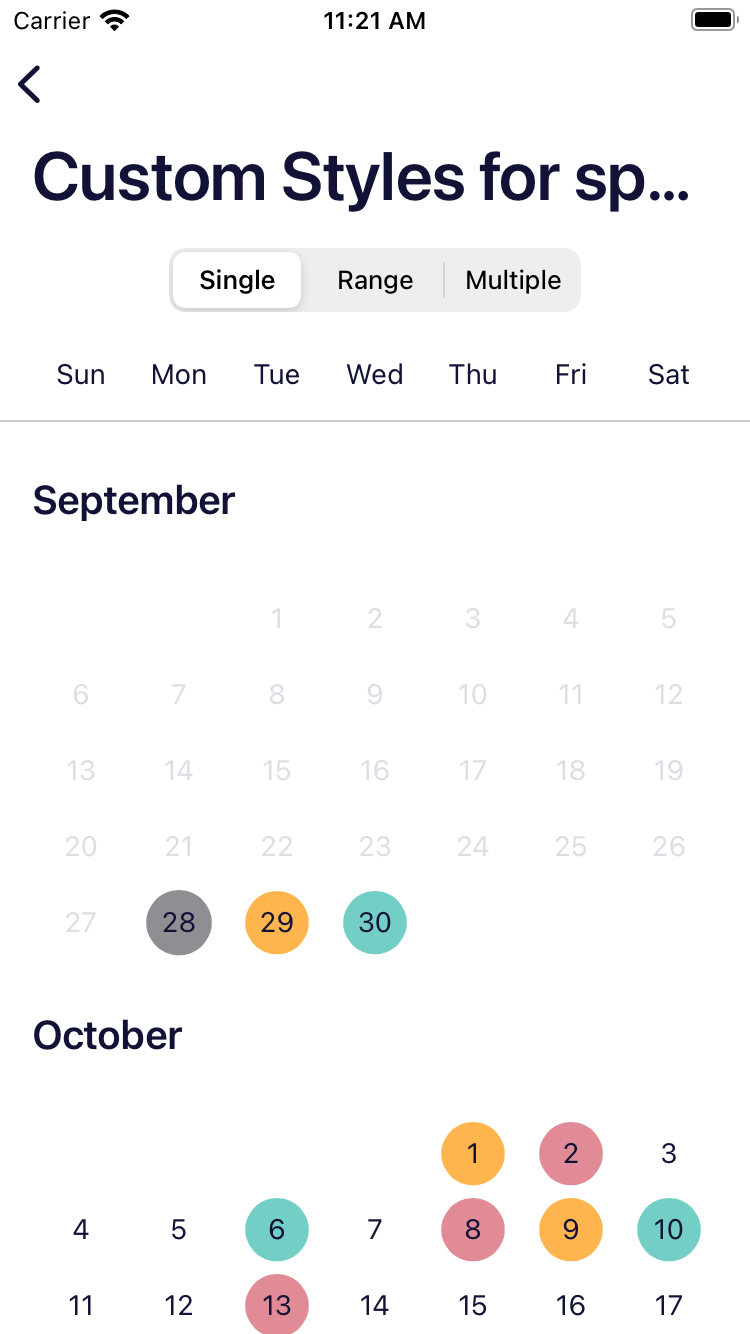 Carrier 11:21 AM
Custom Styles for sp...
Single Range Multiple
Sun Mon Tue Wed Thu Fri Sat
September
1 2 3 4 5
6 7 8 9 10 11 12
13 14 15 16 17 18 19
20 21 22 23 24 25 26
27 28 29 30
October
1 2 3
4 5 6 7 8 9 10
11 12 13 14 15 16 17